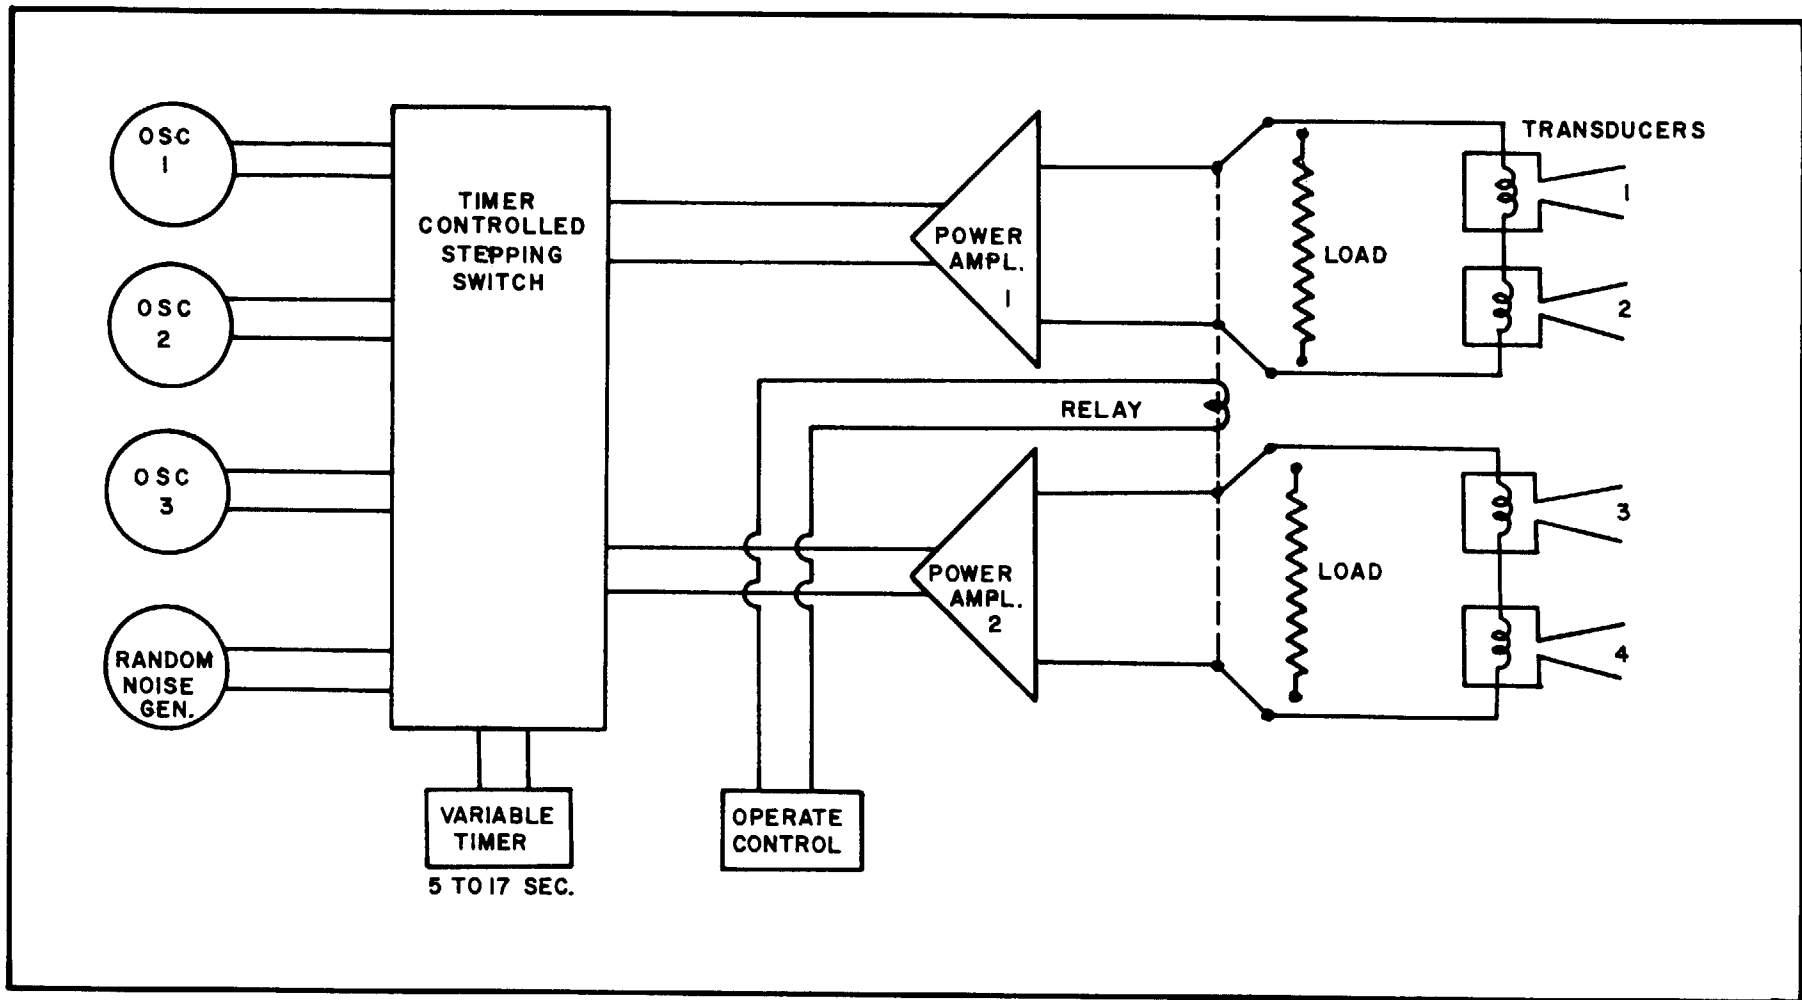 OSC
1
OSC
2
OSC
3
RANDOM
NOISE
GEN.
TIMER
CONTROLLED
STEPPING
SWITCH
VARIABLE
TIMER
5 TO 17 SEC.
OPERATE
CONTROL
POWER
AMPL.
1
RELAY
POWER
AMPL.
2
LOAD
LOAD
TRANSDUCERS
1
2
3
4